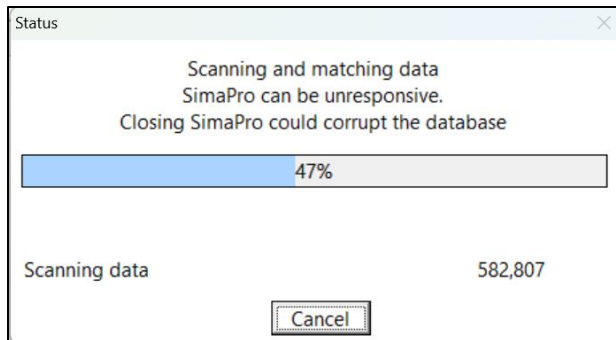 Status
Scanning and matching data
SimaPro can be unresponsive.
Closing SimaPro could corrupt the database
47%
Scanning data 582,807
Cancel